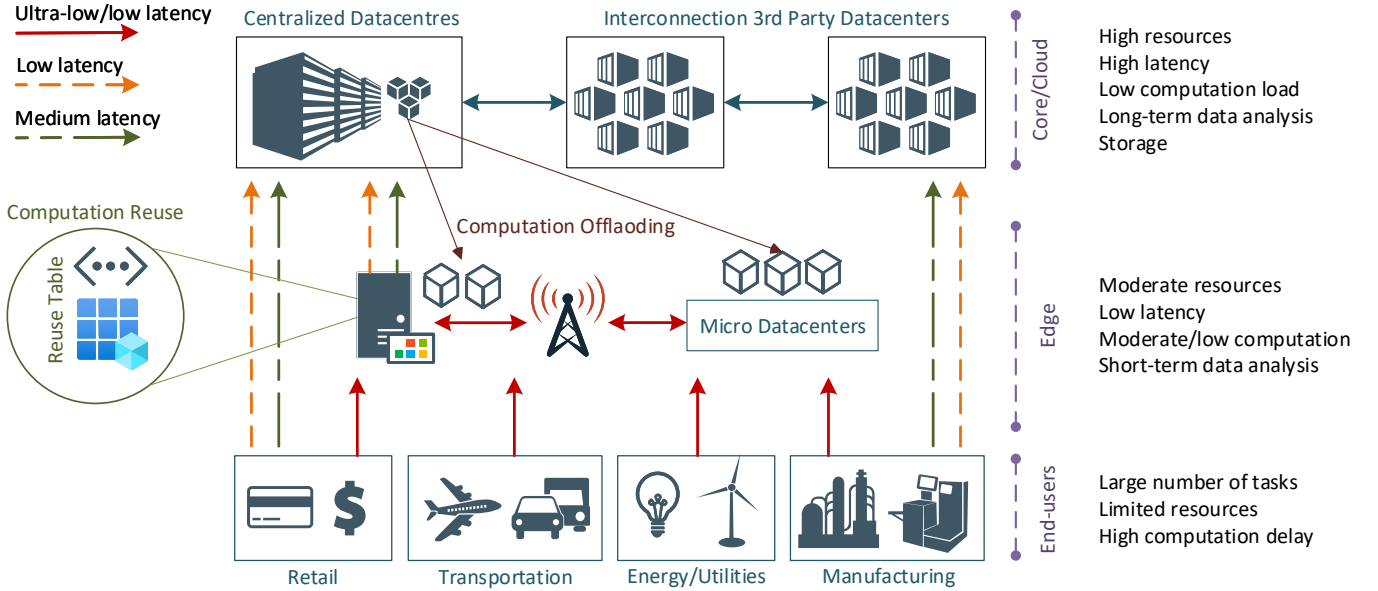 Ultra-low/low latency
Low latency
Medium latency
Centralized Datacentres
Interconnection 3rd Party Datacenters
Core/Cloud
High resources
High latency
Low computation load
Long-term data analysis
Storage
Computation Reuse
Reuse Table
Computation Offlaoding
Micro Datacenters
Edge
Moderate resources
Low latency
Moderate/low computation
Short-term data analysis
$
Retail
Transportation
Energy/Utilities
Manufacturing
End-users
Large number of tasks
Limited resources
High computation delay